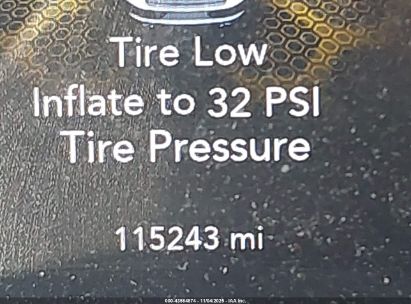 Tire Low
Inflate to 32 PSI
Tire Pressure
115243 mi